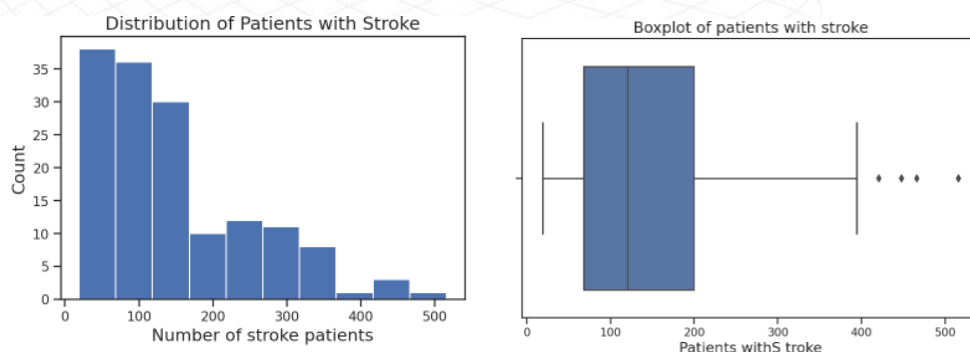 Distribution of Patients with Stroke
Count
35
30
25
20
15
10
5
0
0 100 200 300 400 500
Number of stroke patients
Boxplot of patients with stroke
0 100 200 300 400 500
Patients withS troke